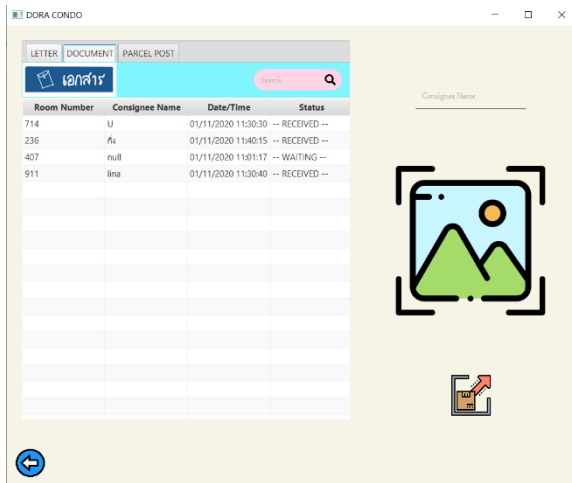 DORA CONDO
LETTER DOCUMENT PARCEL POST
เอกสาร Search
Consignee Name
Room Number Consignee Name Date/Time Status
714 U 01/11/2020 11:30:30 -- RECEIVED --
236 กิ่ง 01/11/2020 11:40:15 -- RECEIVED --
407 null 01/11/2020 11:01:17 -- WAITING --
911 lina 01/11/2020 11:30:40 -- RECEIVED --